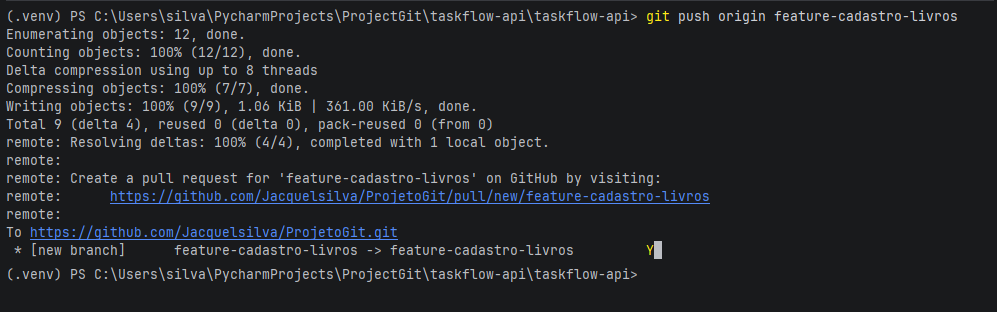 (.venv) PS C:\Users\silva\PycharmProjects\ProjectGit\taskflow-api\taskflow-api> git push origin feature-cadastro-livros
Enumerating objects: 12, done.
Counting objects: 100% (12/12), done.
Delta compression using up to 8 threads
Compressing objects: 100% (7/7), done.
Writing objects: 100% (9/9), 1.06 KiB | 361.00 KiB/s, done.
Total 9 (delta 4), reused 0 (delta 0), pack-reused 0 (from 0)
remote: Resolving deltas: 100% (4/4), completed with 1 local object.
remote:
remote: Create a pull request for 'feature-cadastro-livros' on GitHub by visiting:
remote:      https://github.com/Jacquelsilva/ProjetoGit/pull/new/feature-cadastro-livros
remote:
To https://github.com/Jacquelsilva/ProjetoGit.git
 * [new branch]      feature-cadastro-livros -> feature-cadastro-livros         Y
(.venv) PS C:\Users\silva\PycharmProjects\ProjectGit\taskflow-api\taskflow-api>